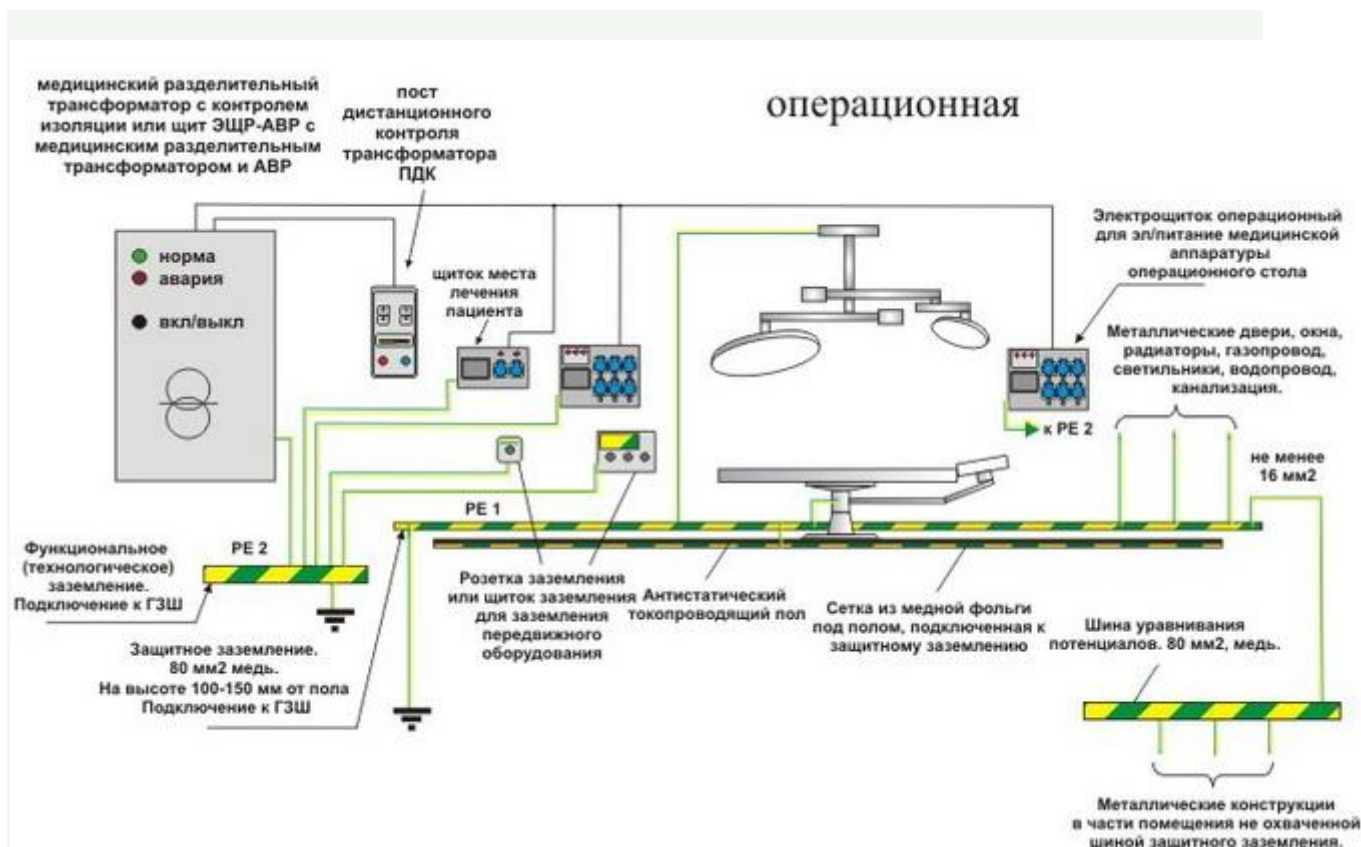 медицинский разделительный
трансформатор с контролем
изоляции или щит ЭЩР-АВР с
медицинским разделительным
трансформатором и АВР
пост
дистанционного
контроля
трансформатора
ПДК
операционная
норма
авария
вкл/выкл
щиток места
лечения
пациента
Электрощиток операционный
для эл/питание медицинской
аппаратуры
операционного стола
Металлические двери, окна,
радиаторы, газопровод,
светильники, водопровод,
канализация.
к РЕ 2
не менее
16 мм2
РЕ 1
РЕ 2
Функциональное
(технологическое)
заземление.
Подключение к ГЗШ
Защитное заземление.
80 мм2 медь.
На высоте 100-150 мм от пола
Подключение к ГЗШ
Розетка заземления
или щиток заземления
для заземления
передвижного
оборудования
Антистатический
токопроводящий пол
Сетка из медной фольги
под полом, подключенная к
защитному заземлению
Шина уравнивания
потенциалов. 80 мм2, медь.
Металлические конструкции
в части помещения не охваченной
шиной защитного заземления.